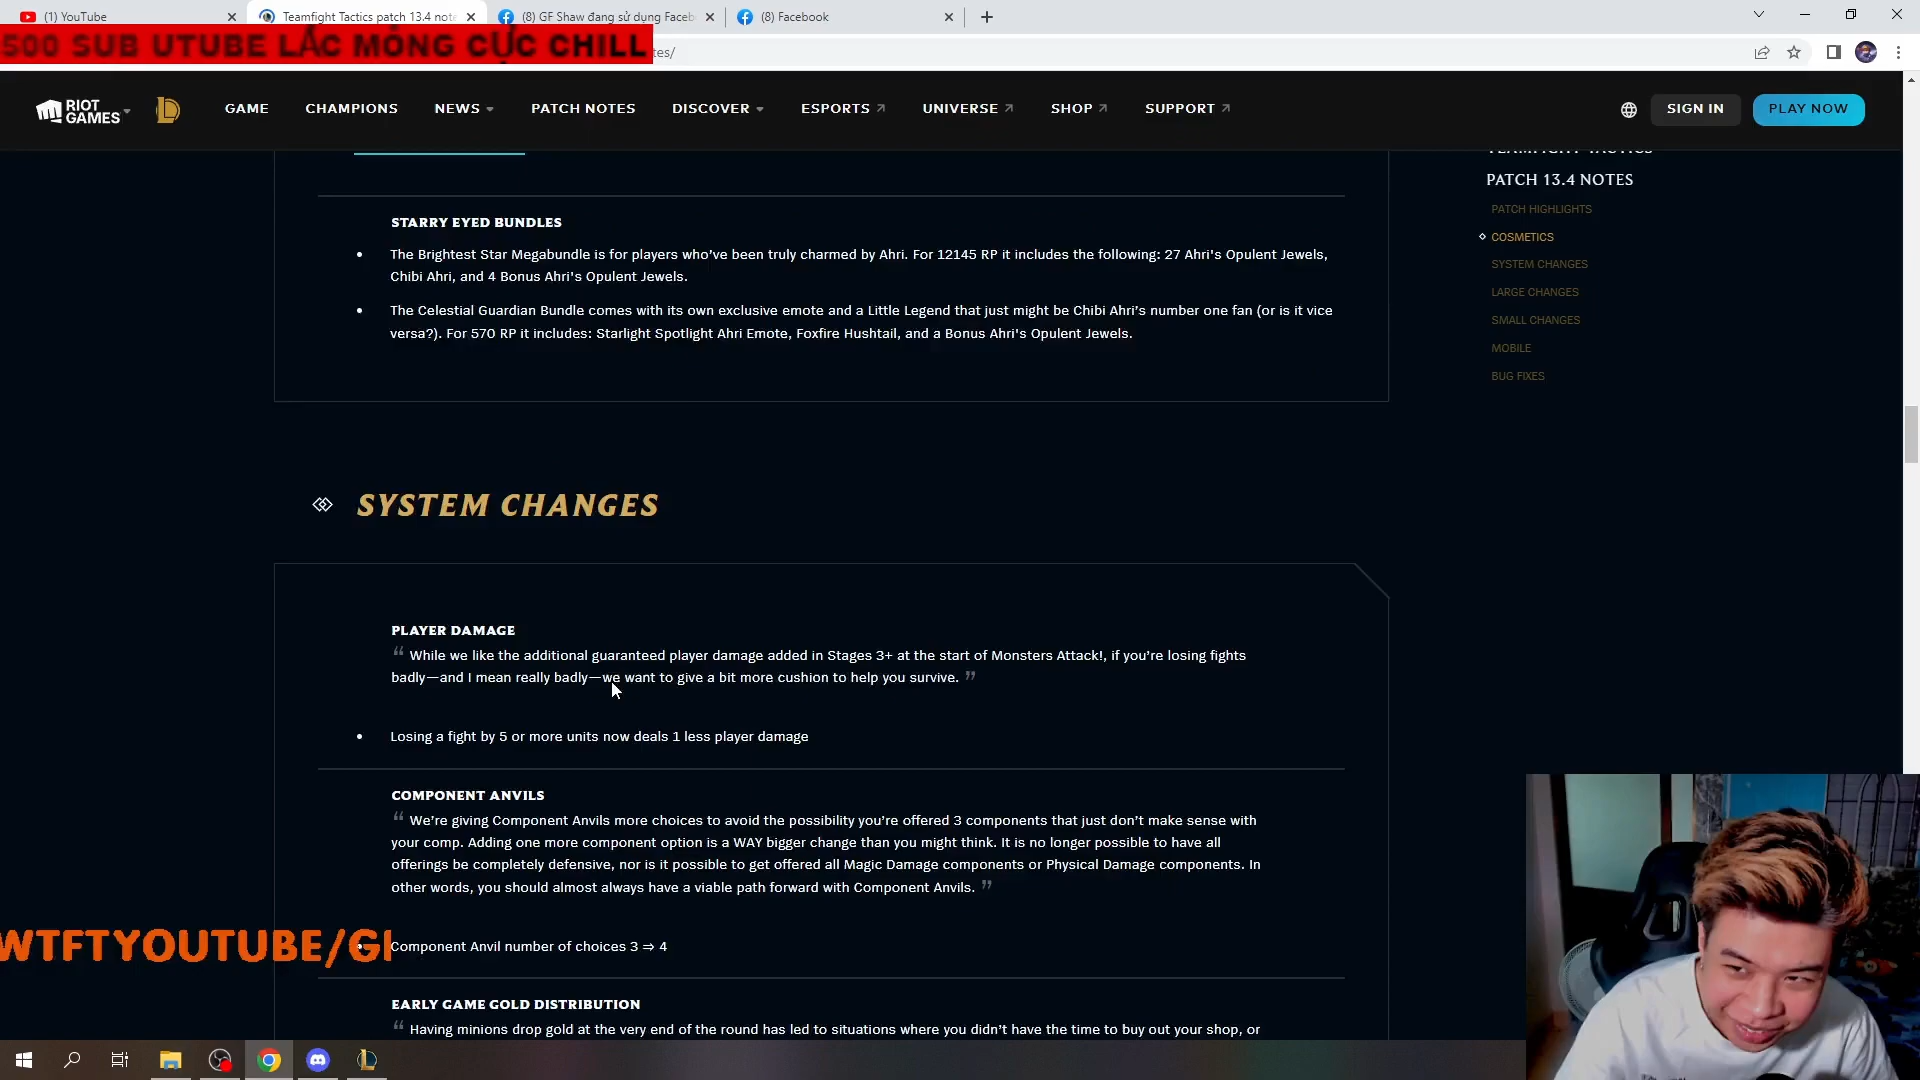 (1) YouTube
Teamfight Tactics patch 13.4 note
(8) GF Shaw đang sử dụng Faceb
(8) Facebook
500 SUB UTUBE LẮC MÔNG CỰC CHILL
tes/
RIOT GAMES
GAME
CHAMPIONS
NEWS
PATCH NOTES
DISCOVER
ESPORTS
UNIVERSE
SHOP
SUPPORT
SIGN IN
PLAY NOW
STARRY EYED BUNDLES
The Brightest Star Megabundle is for players who've been truly charmed by Ahri. For 12145 RP it includes the following: 27 Ahri's Opulent Jewels,
Chibi Ahri, and 4 Bonus Ahri's Opulent Jewels.
The Celestial Guardian Bundle comes with its own exclusive emote and a Little Legend that just might be Chibi Ahri's number one fan (or is it vice
versa?). For 570 RP it includes: Starlight Spotlight Ahri Emote, Foxfire Hushtail, and a Bonus Ahri's Opulent Jewels.
SYSTEM CHANGES
PLAYER DAMAGE
“ While we like the additional guaranteed player damage added in Stages 3+ at the start of Monsters Attack!, if you're losing fights
badly—and I mean really badly—we want to give a bit more cushion to help you survive. ”
Losing a fight by 5 or more units now deals 1 less player damage
COMPONENT ANVILS
“ We're giving Component Anvils more choices to avoid the possibility you're offered 3 components that just don't make sense with
your comp. Adding one more component option is a WAY bigger change than you might think. It is no longer possible to have all
offerings be completely defensive, nor is it possible to get offered all Magic Damage components or Physical Damage components. In
other words, you should almost always have a viable path forward with Component Anvils. ”
Component Anvil number of choices 3 ⇒ 4
EARLY GAME GOLD DISTRIBUTION
“ Having minions drop gold at the very end of the round has led to situations where you didn't have the time to buy out your shop, or
TEAMFIGHT TACTICS
PATCH 13.4 NOTES
PATCH HIGHLIGHTS
COSMETICS
SYSTEM CHANGES
LARGE CHANGES
SMALL CHANGES
MOBILE
BUG FIXES
WTFTYOUTUBE/GI